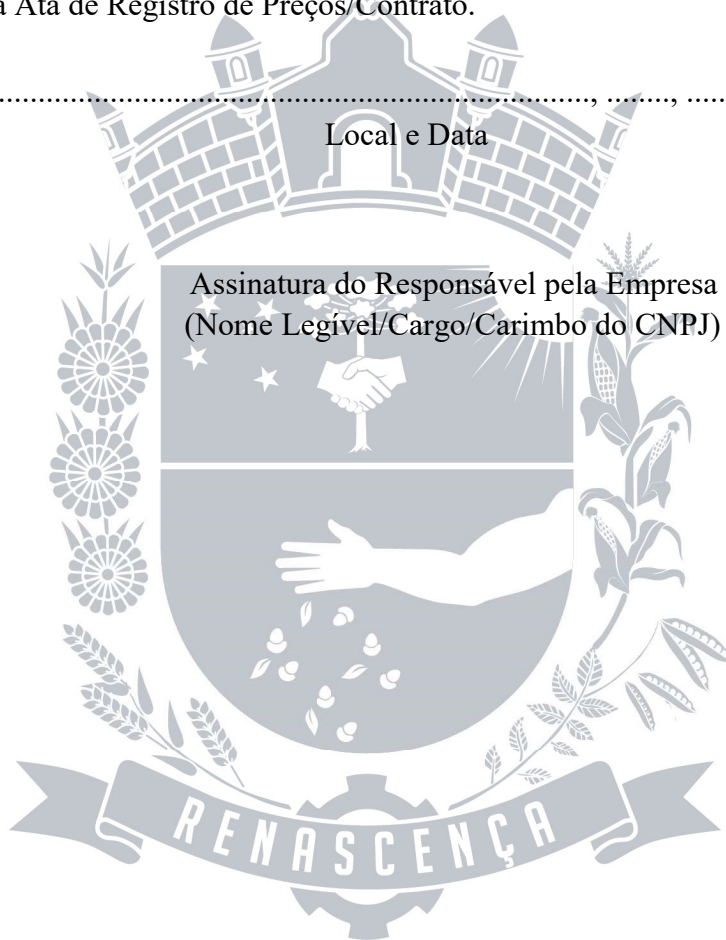 a Ata de Registro de Preços/Contrato.
..........................................................................., ........, .....
Local e Data
Assinatura do Responsável pela Empresa
(Nome Legível/Cargo/Carimbo do CNPJ)
RENASCENÇA